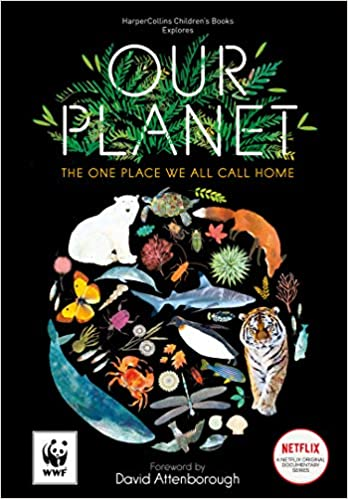 HarperCollins Children's Books
Explores
OUR
PLANET
THE ONE PLACE WE ALL CALL HOME
WWF
NETFLIX
A NETFLIX ORIGINAL
DOCUMENTARY
SERIES
Foreword by
David Attenborough